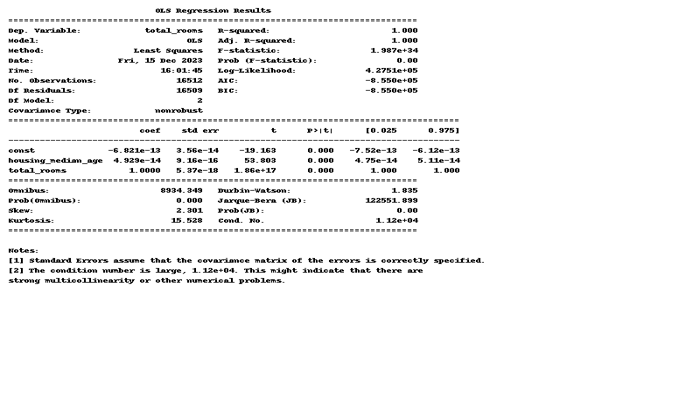 OLS Regression Results
==============================================================================
Dep. Variable: total_rooms R-squared: 1.000
Model: OLS Adj. R-squared: 1.000
Method: Least Squares F-statistic: 1.987e+34
Date: Fri, 15 Dec 2023 Prob (F-statistic): 0.00
Time: 16:01:45 Log-Likelihood: 4.2751e+05
No. Observations: 16512 AIC: -8.550e+05
Df Residuals: 16509 BIC: -8.550e+05
Df Model: 2
Covariance Type: nonrobust
======================================================================================
coef std err t P>|t| [0.025 0.975]
--------------------------------------------------------------------------------------
const -6.821e-13 3.56e-14 -19.163 0.000 -7.52e-13 -6.12e-13
housing_median_age 4.929e-14 9.16e-16 53.803 0.000 4.75e-14 5.11e-14
total_rooms 1.0000 5.37e-18 1.86e+17 0.000 1.000 1.000
==============================================================================
Omnibus: 8934.349 Durbin-Watson: 1.835
Prob(Omnibus): 0.000 Jarque-Bera (JB): 122551.899
Skew: 2.301 Prob(JB): 0.00
Kurtosis: 15.528 Cond. No. 1.12e+04
==============================================================================
Notes:
[1] Standard Errors assume that the covariance matrix of the errors is correctly specified.
[2] The condition number is large, 1.12e+04. This might indicate that there are
strong multicollinearity or other numerical problems.